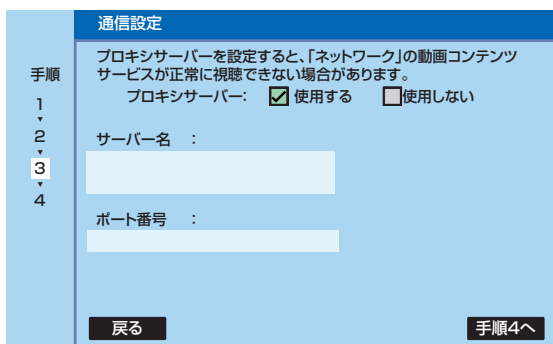 通信設定
プロキシサーバーを設定すると、「ネットワーク」の動画コンテンツ
サービスが正常に視聴できない場合があります。
プロキシサーバー： 使用する 使用しない
手順
1
2
3
4
サーバー名 ：
ポート番号 ：
戻る
手順4へ